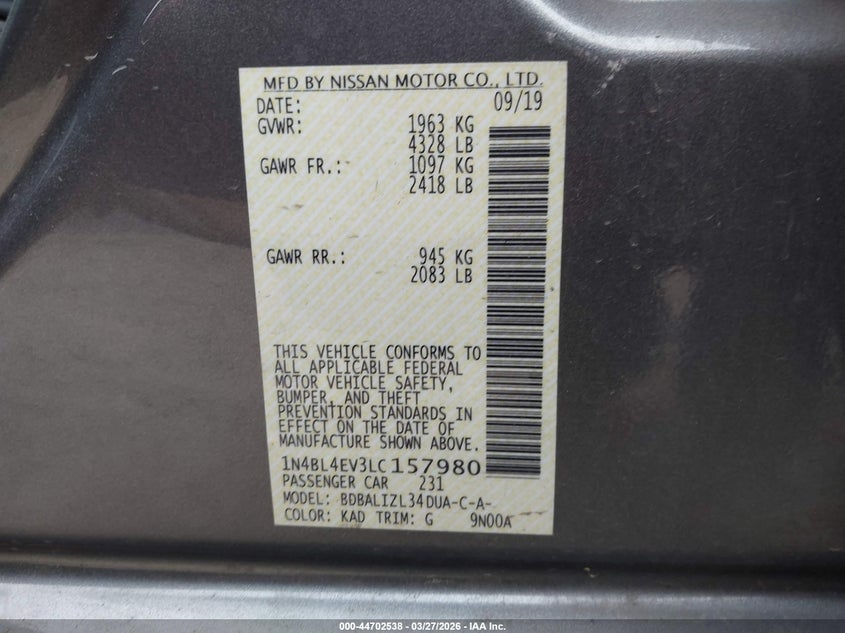 MFD BY NISSAN MOTOR CO., LTD.
DATE: 09/19
GVWR: 1963 KG
4328 LB
GAWR FR.: 1097 KG
2418 LB
GAWR RR.: 945 KG
2083 LB
THIS VEHICLE CONFORMS TO
ALL APPLICABLE FEDERAL
MOTOR VEHICLE SAFETY,
BUMPER, AND THEFT
PREVENTION STANDARDS IN
EFFECT ON THE DATE OF
MANUFACTURE SHOWN ABOVE.
1N4BL4EV3LC157980
PASSENGER CAR 231
MODEL: BDBALIZL34DUA-C-A-
COLOR: KAD TRIM: G 9N00A
000-44702538 - 03/27/2026 - IAA Inc.